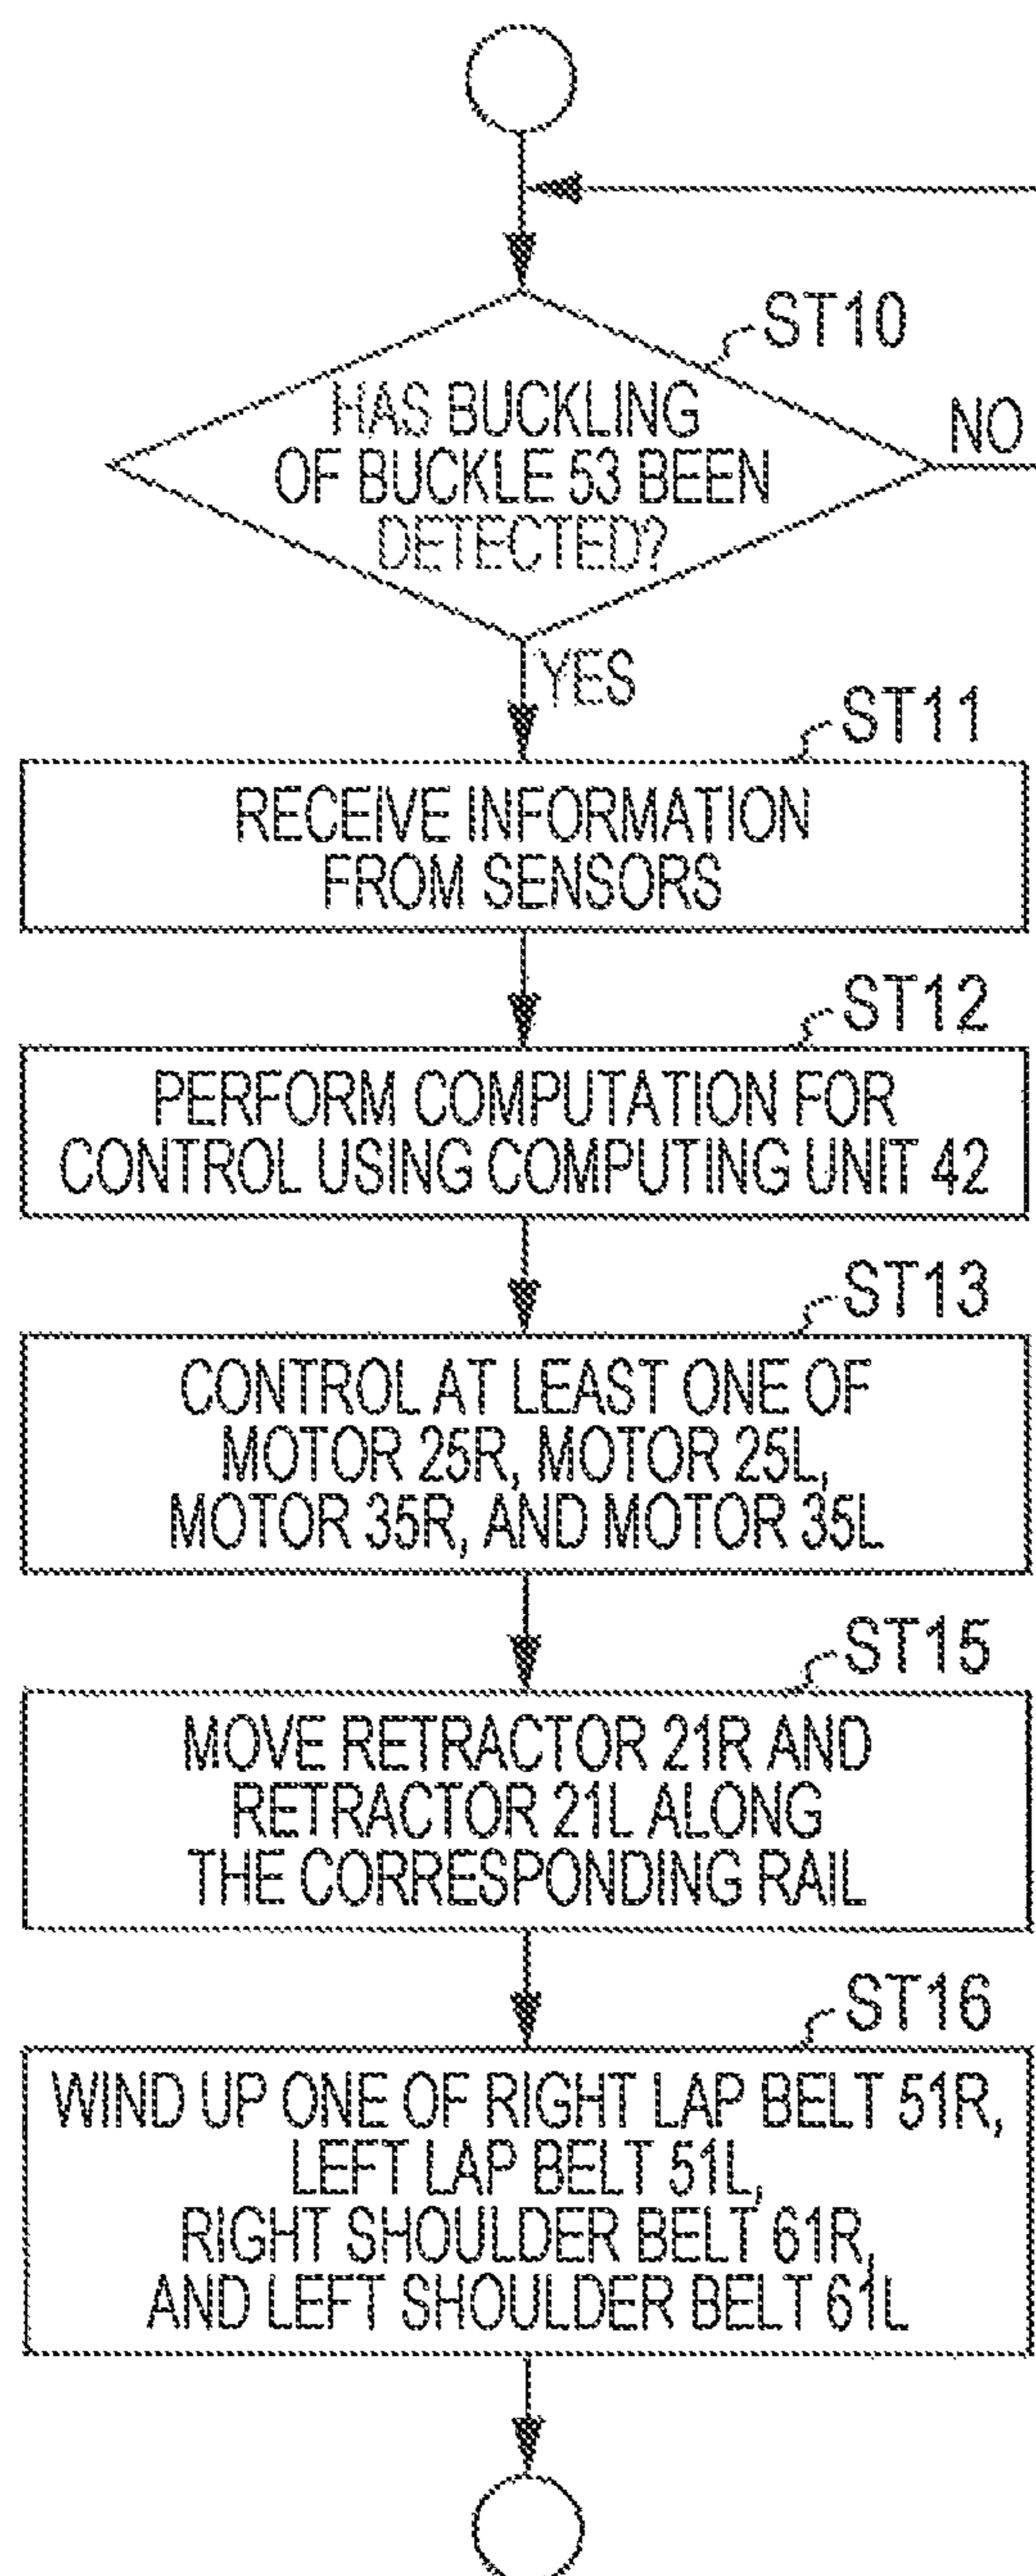 ST10
HAS BUCKLING
OF BUCKLE 53 BEEN
DETECTED?
NO
YES
ST11
RECEIVE INFORMATION
FROM SENSORS
ST12
PERFORM COMPUTATION FOR
CONTROL USING COMPUTING UNIT 42
ST13
CONTROL AT LEAST ONE OF
MOTOR 25R, MOTOR 25L,
MOTOR 35R, AND MOTOR 35L
ST15
MOVE RETRACTOR 21R AND
RETRACTOR 21L ALONG
THE CORRESPONDING RAIL
ST16
WIND UP ONE OF RIGHT LAP BELT 51R,
LEFT LAP BELT 51L,
RIGHT SHOULDER BELT 61R,
AND LEFT SHOULDER BELT 61L